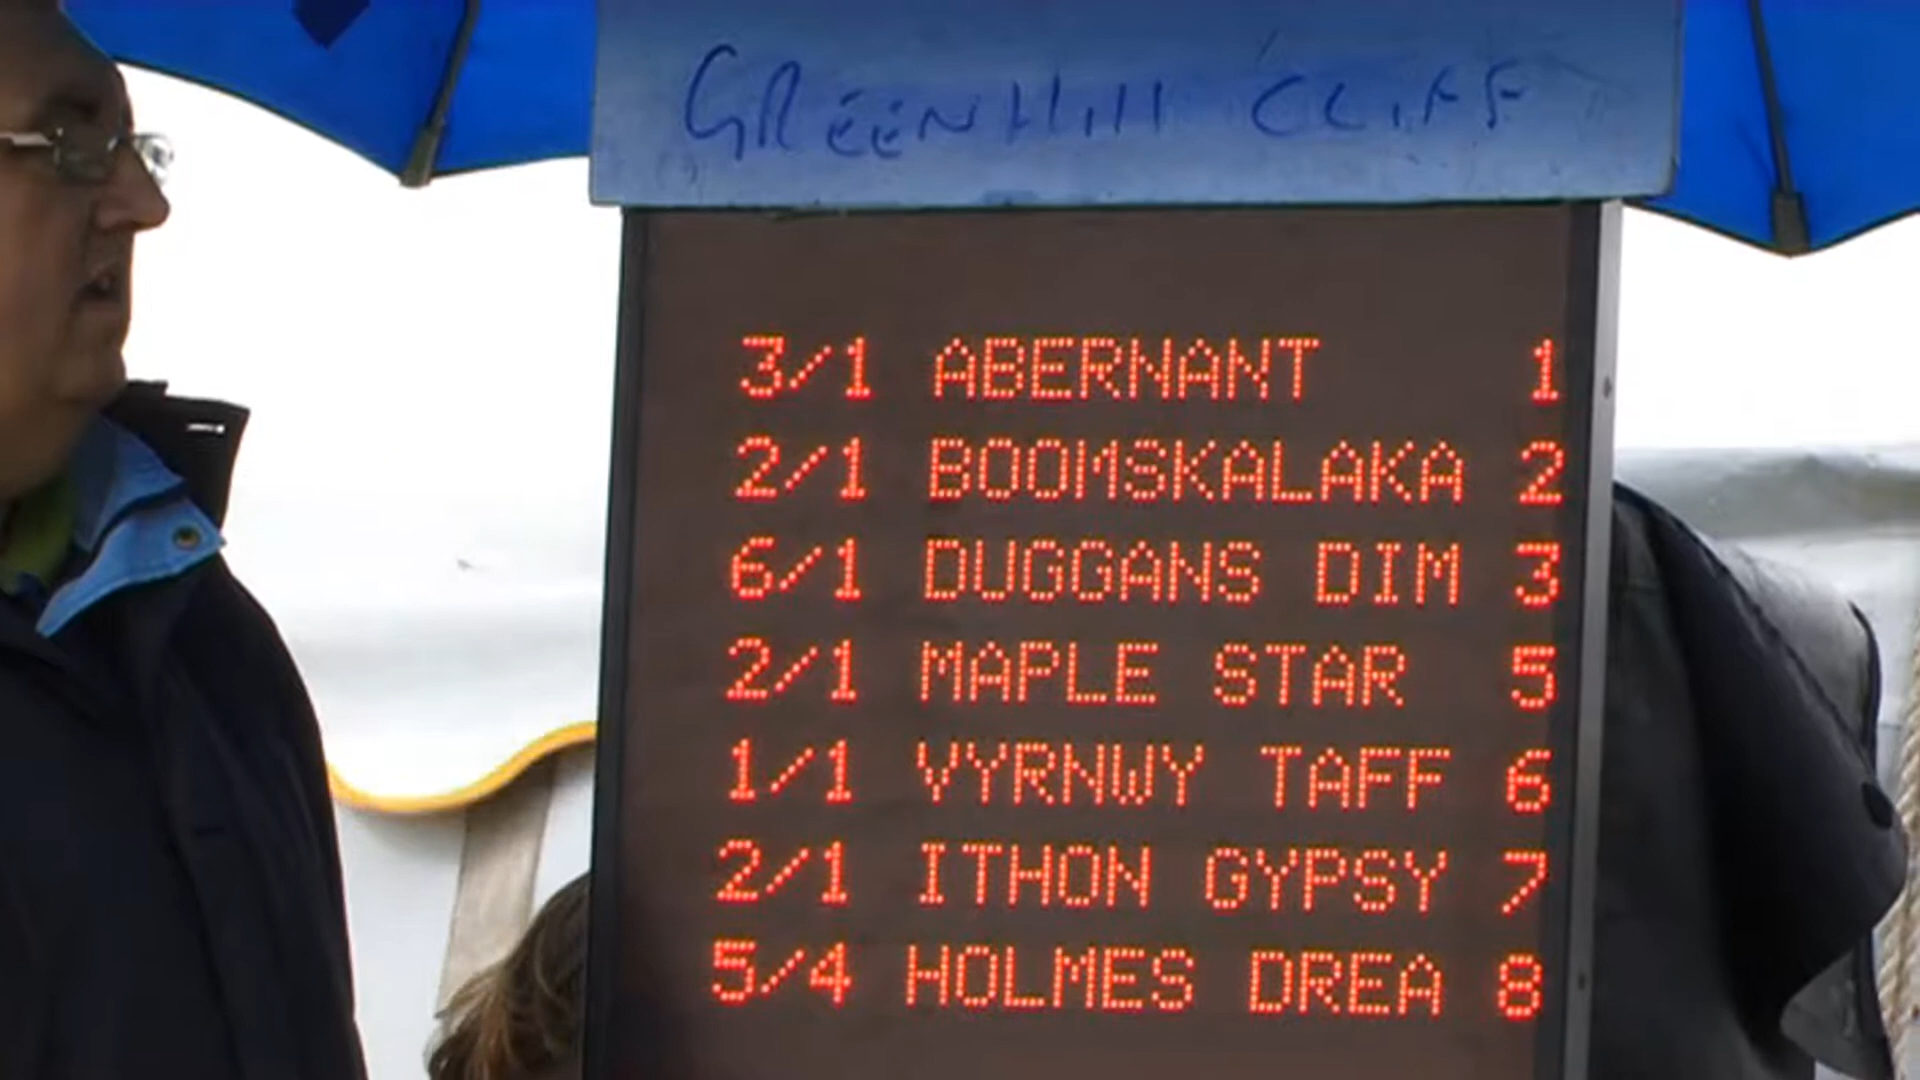 GREENHILL CLIFF
3/1 ABERNANT 1
2/1 BOOMSKALAKA 2
6/1 DUGGANS DIM 3
2/1 MAPLE STAR 5
1/1 VYRNWY TAFF 6
2/1 ITHON GYPSY 7
5/4 HOLMES DREA 8